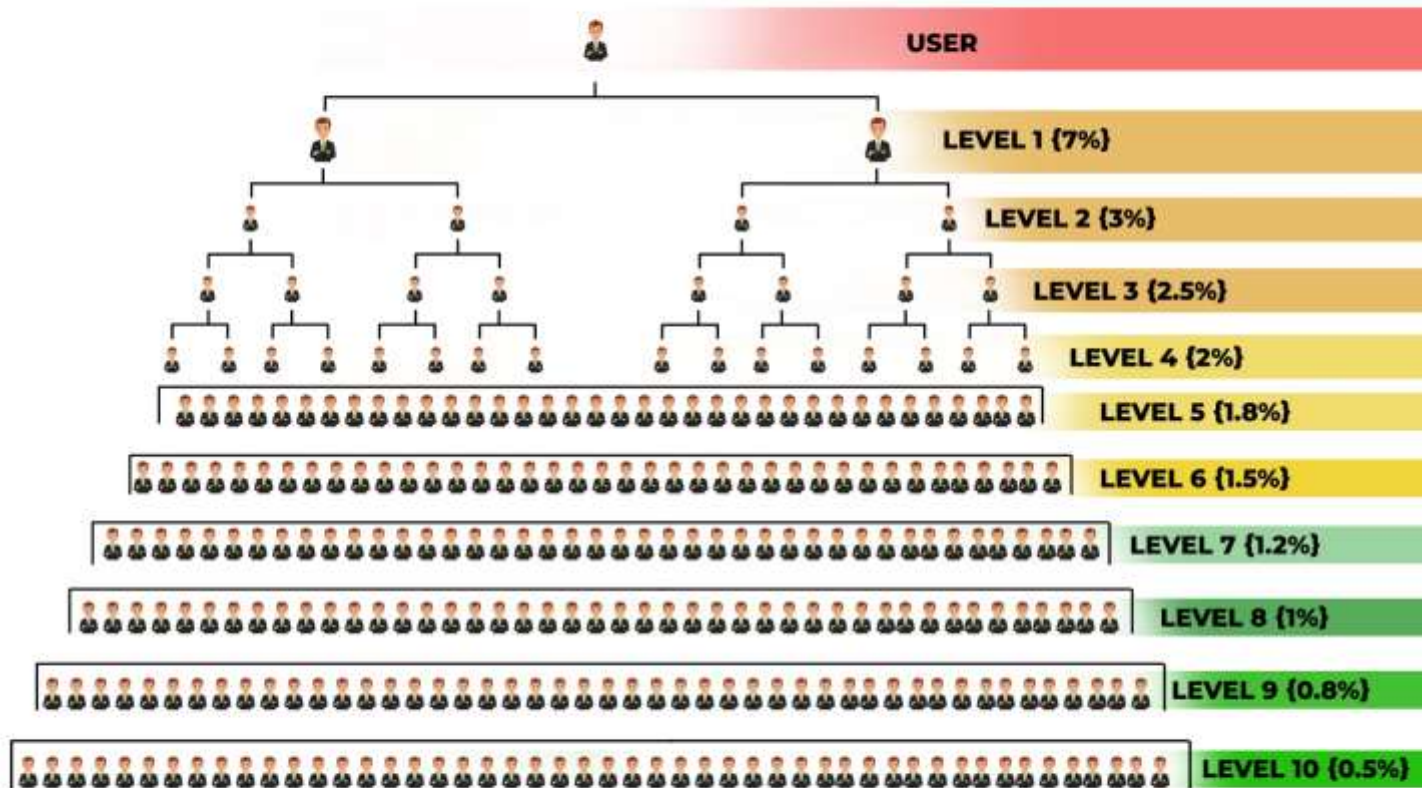 USER
LEVEL 1 {7%}
LEVEL 2 {3%}
LEVEL 3 {2.5%}
LEVEL 4 {2%}
LEVEL 5 {1.8%}
LEVEL 6 {1.5%}
LEVEL 7 {1.2%}
LEVEL 8 {1%}
LEVEL 9 {0.8%}
LEVEL 10 {0.5%}